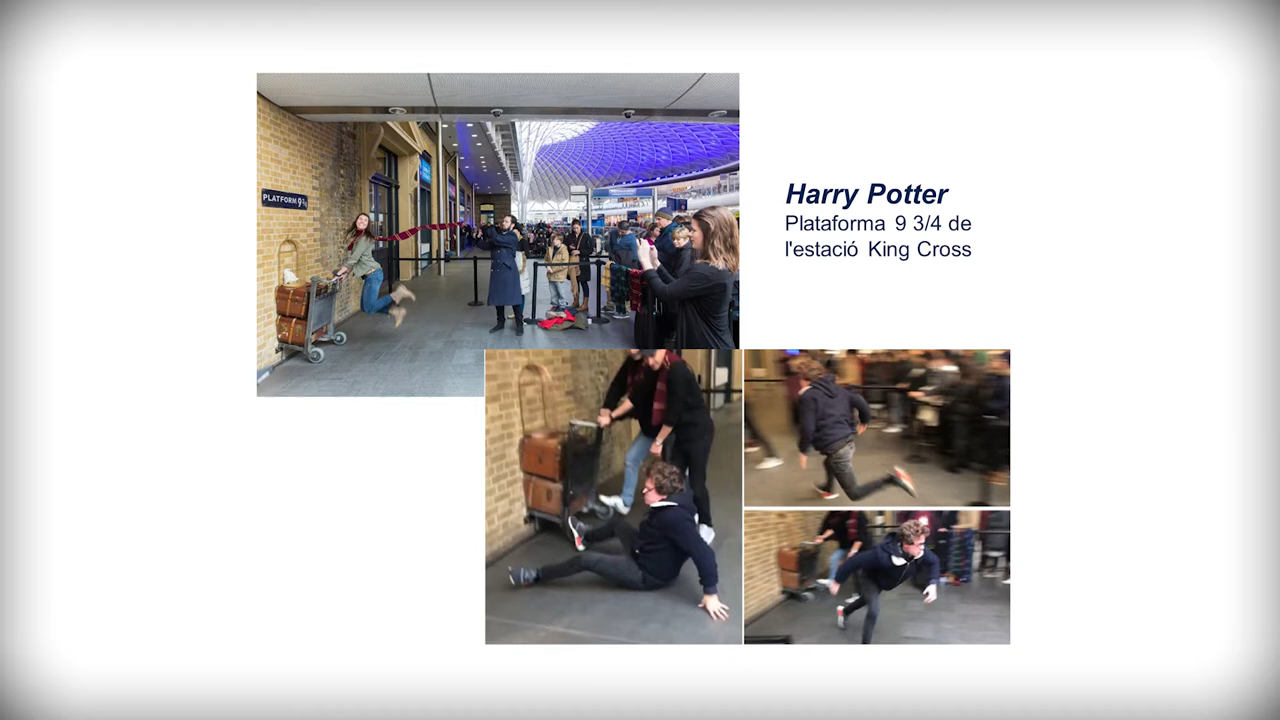 PLATFORM 9¾
Harry Potter
Plataforma 9 3/4 de
l'estació King Cross